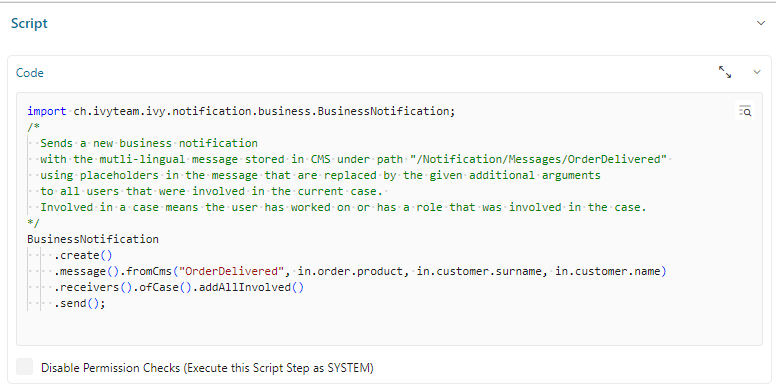 Script
Code
import ch.ivyteam.ivy.notification.business.BusinessNotification;
/*
Sends a new business notification
with the mutli-lingual message stored in CMS under path "/Notification/Messages/OrderDelivered"
using placeholders in the message that are replaced by the given additional arguments
to all users that were involved in the current case.
Involved in a case means the user has worked on or has a role that was involved in the case.
*/
BusinessNotification
.create()
.message().fromCms("OrderDelivered", in.order.product, in.customer.surname, in.customer.name)
.receivers().ofCase().addAllInvolved()
.send();
Disable Permission Checks (Execute this Script Step as SYSTEM)